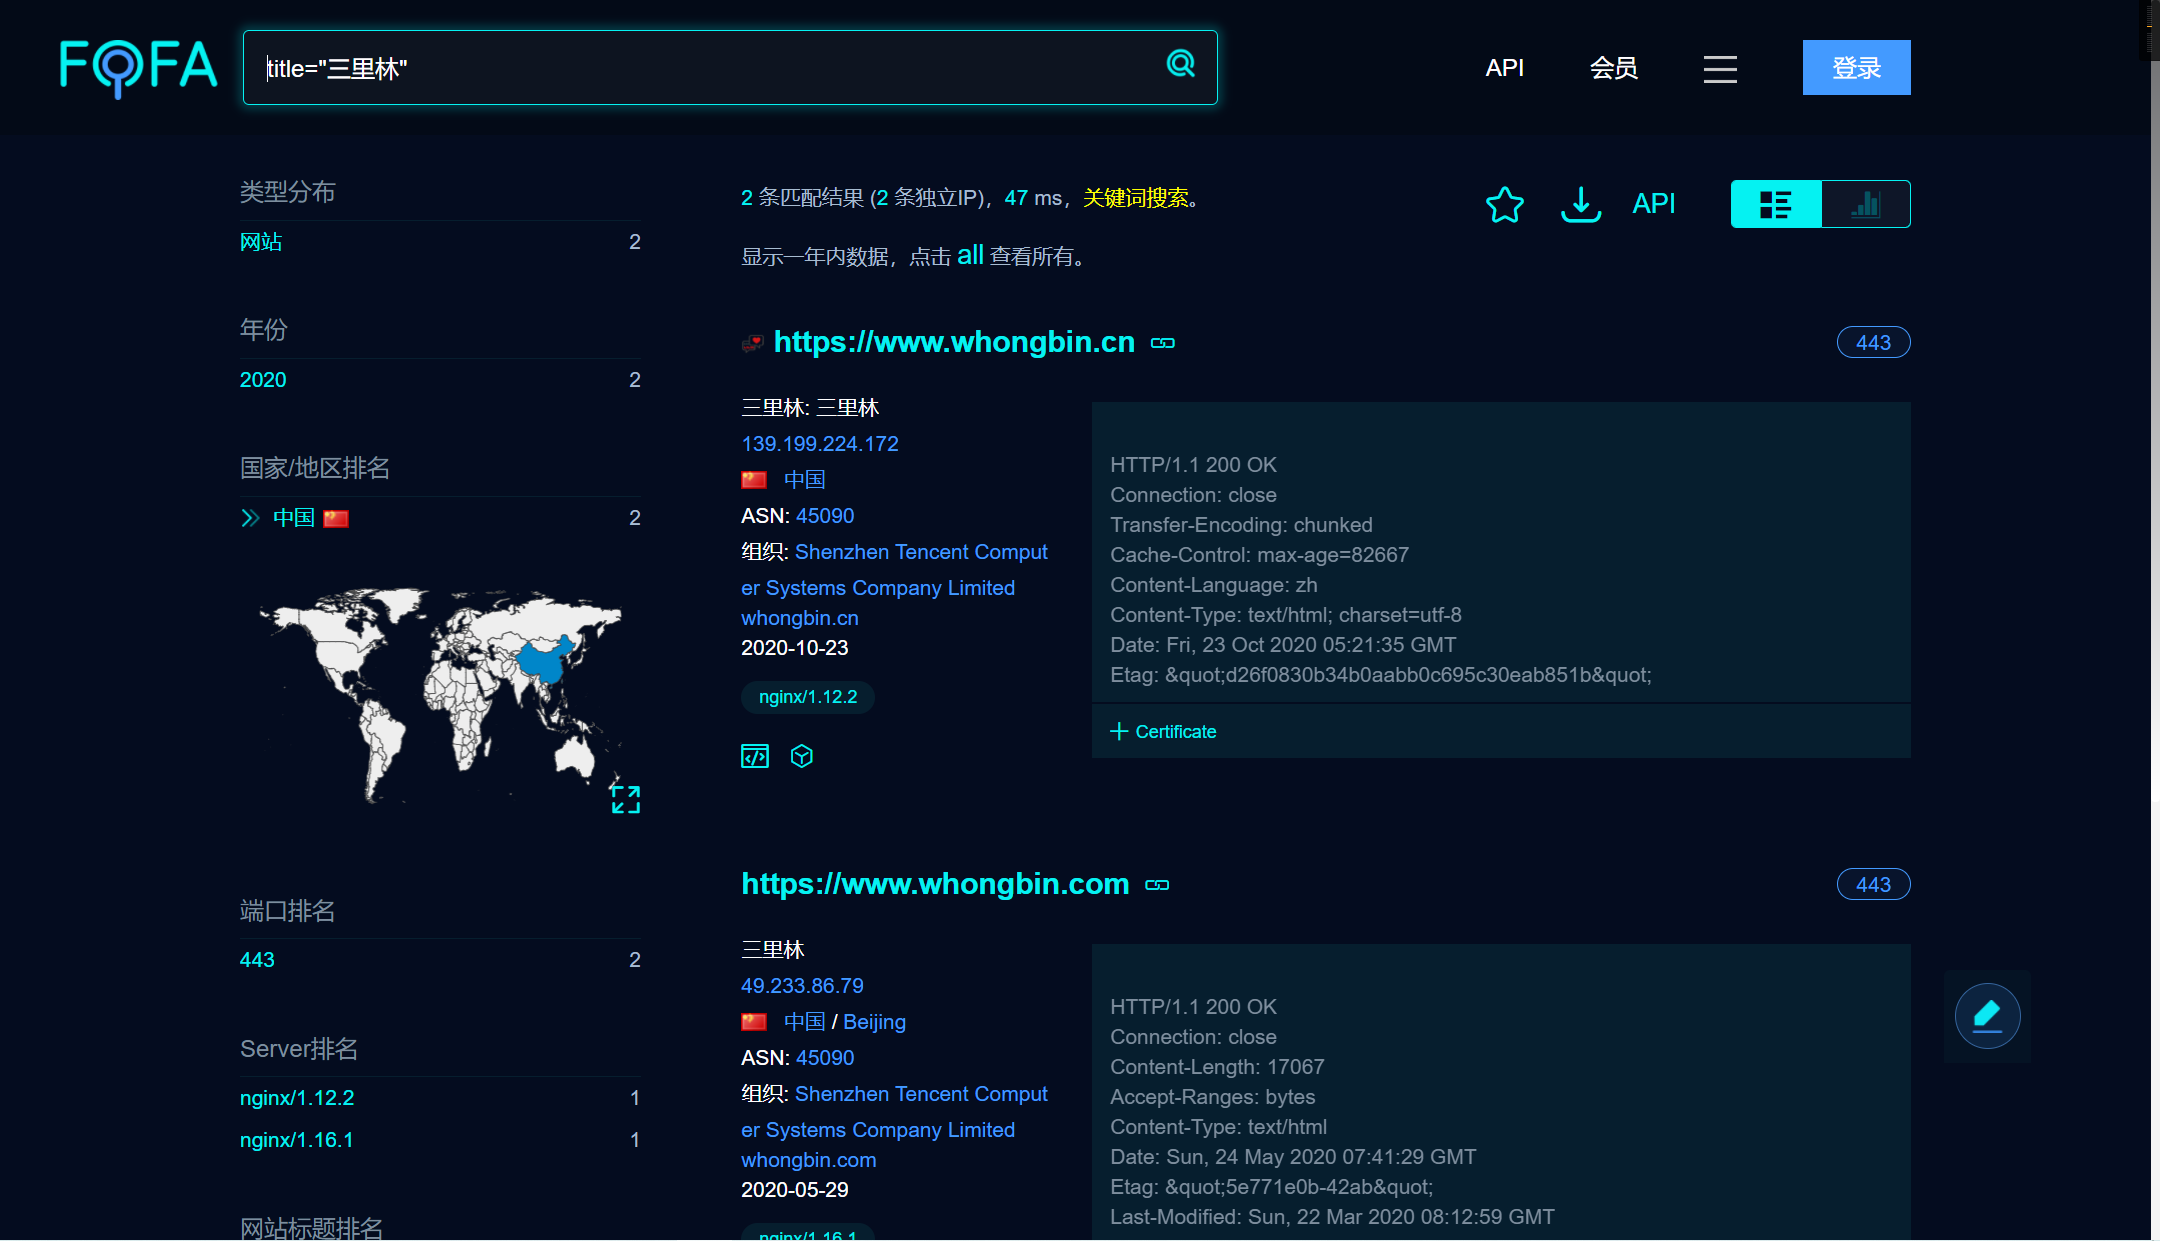 FOFA
title="三里林"
API
会员
登录
类型分布
网站 2
年份
2020 2
国家/地区排名
中国 2
端口排名
443 2
Server排名
nginx/1.12.2 1
nginx/1.16.1 1
网站标题排名
2 条匹配结果 (2 条独立IP)，47 ms，关键词搜索。
API
显示一年内数据，点击 all 查看所有。
https://www.whongbin.cn
443
三里林: 三里林
139.199.224.172
中国
ASN: 45090
组织: Shenzhen Tencent Comput
er Systems Company Limited
whongbin.cn
2020-10-23
nginx/1.12.2
HTTP/1.1 200 OK
Connection: close
Transfer-Encoding: chunked
Cache-Control: max-age=82667
Content-Language: zh
Content-Type: text/html; charset=utf-8
Date: Fri, 23 Oct 2020 05:21:35 GMT
Etag: &quot;d26f0830b34b0aabb0c695c30eab851b&quot;
Certificate
https://www.whongbin.com
443
三里林
49.233.86.79
中国 / Beijing
ASN: 45090
组织: Shenzhen Tencent Comput
er Systems Company Limited
whongbin.com
2020-05-29
nginx/1.16.1
HTTP/1.1 200 OK
Connection: close
Content-Length: 17067
Accept-Ranges: bytes
Content-Type: text/html
Date: Sun, 24 May 2020 07:41:29 GMT
Etag: &quot;5e771e0b-42ab&quot;
Last-Modified: Sun, 22 Mar 2020 08:12:59 GMT